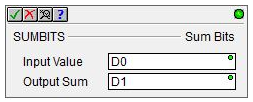 ?
SUMBITS Sum Bits
Input Value D0
Output Sum D1